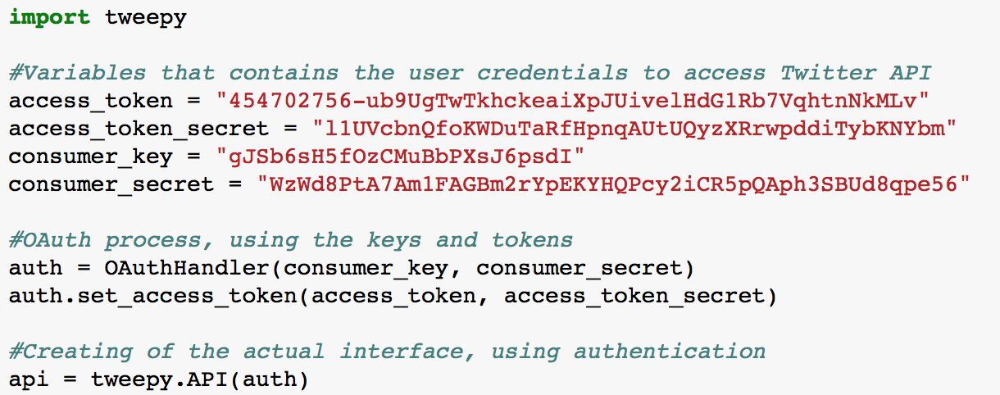 import tweepy
#Variables that contains the user credentials to access Twitter API
access_token = "454702756-ub9UgTwTkhckeaiXpJUivelHdG1Rb7VqhtnNkMLv"
access_token_secret = "l1UVcbnQfoKWDuTaRfHpnqAUtUQyzXRrwpddiTybKNYbm"
consumer_key = "gJSb6sH5fOzCMuBbPXsJ6psdI"
consumer_secret = "WzWd8PtA7Am1FAGBm2rYpEKYHQPcy2iCR5pQAph3SBUd8qpe56"
#OAuth process, using the keys and tokens
auth = OAuthHandler(consumer_key, consumer_secret)
auth.set_access_token(access_token, access_token_secret)
#Creating of the actual interface, using authentication
api = tweepy.API(auth)